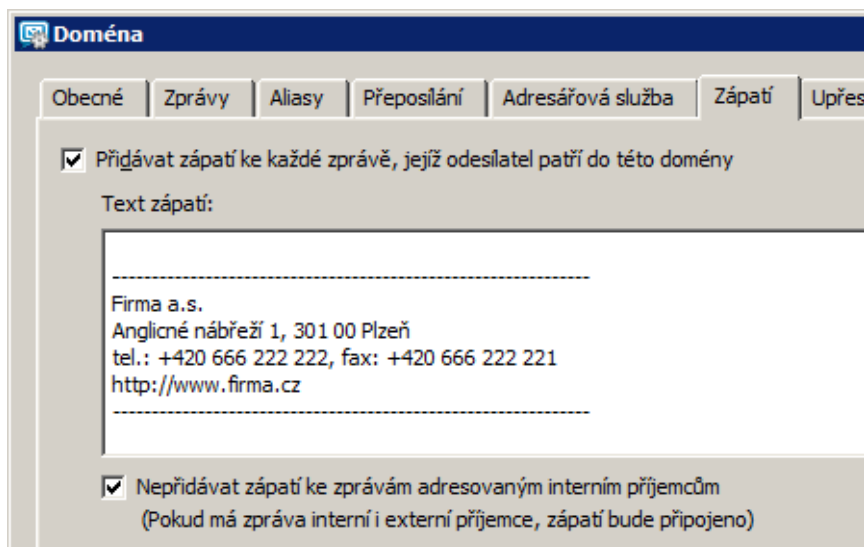 Doména
Obecné Zprávy Aliasy Přeposílání Adresářová služba Zápatí
Přidávat zápatí ke každé zprávě, jejíž odesílatel patří do této domény
Text zápatí:
-------------------------------------------------------------
Firma a.s.
Anglicné nábřeží 1, 301 00 Plzeň
tel.: +420 666 222 222, fax: +420 666 222 221
http://www.firma.cz
-------------------------------------------------------------
Nepřidávat zápatí ke zprávám adresovaným interním příjemcům
(Pokud má zpráva interní i externí příjemce, zápatí bude připojeno)